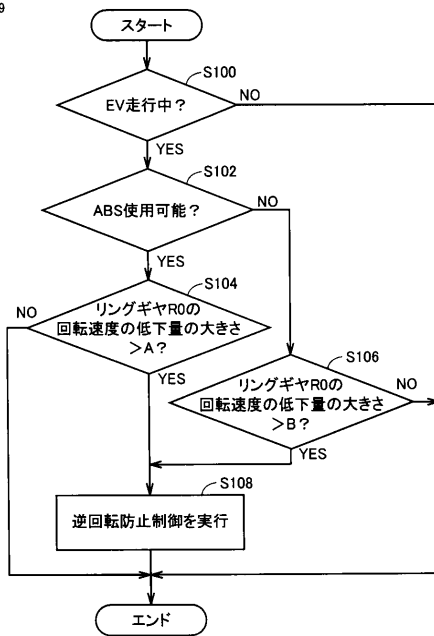 9
スタート
S100
EV走行中？
NO
YES
S102
ABS使用可能？
NO
YES
S104
NO
リングギヤR0の
回転速度の低下量の大きさ
＞A？
YES
S106
リングギヤR0の
回転速度の低下量の大きさ
＞B？
NO
YES
S108
逆回転防止制御を実行
エンド